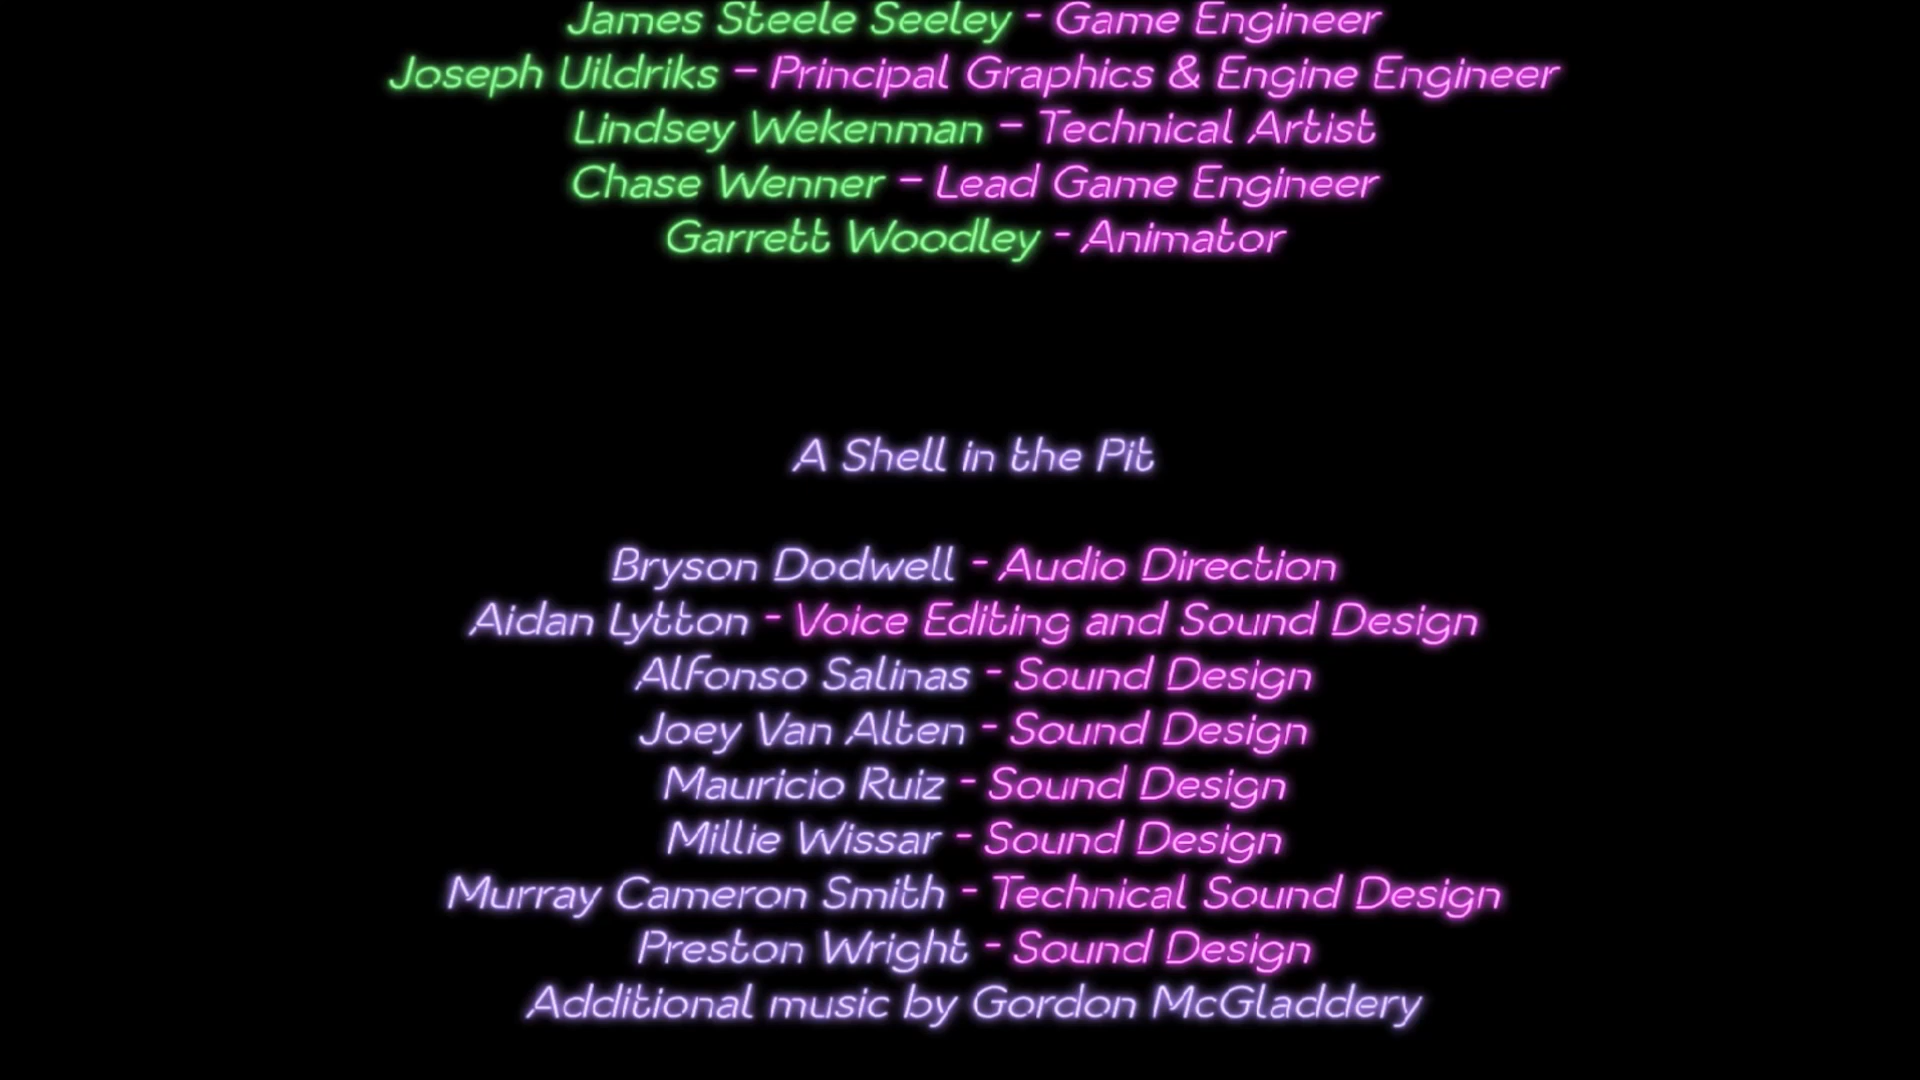 James Steele Seeley - Game Engineer
Joseph Uildriks – Principal Graphics & Engine Engineer
Lindsey Wekenman – Technical Artist
Chase Wenner – Lead Game Engineer
Garrett Woodley - Animator
A Shell in the Pit
Bryson Dodwell - Audio Direction
Aidan Lytton - Voice Editing and Sound Design
Alfonso Salinas - Sound Design
Joey Van Alten - Sound Design
Mauricio Ruiz - Sound Design
Millie Wissar - Sound Design
Murray Cameron Smith - Technical Sound Design
Preston Wright - Sound Design
Additional music by Gordon McGladdery